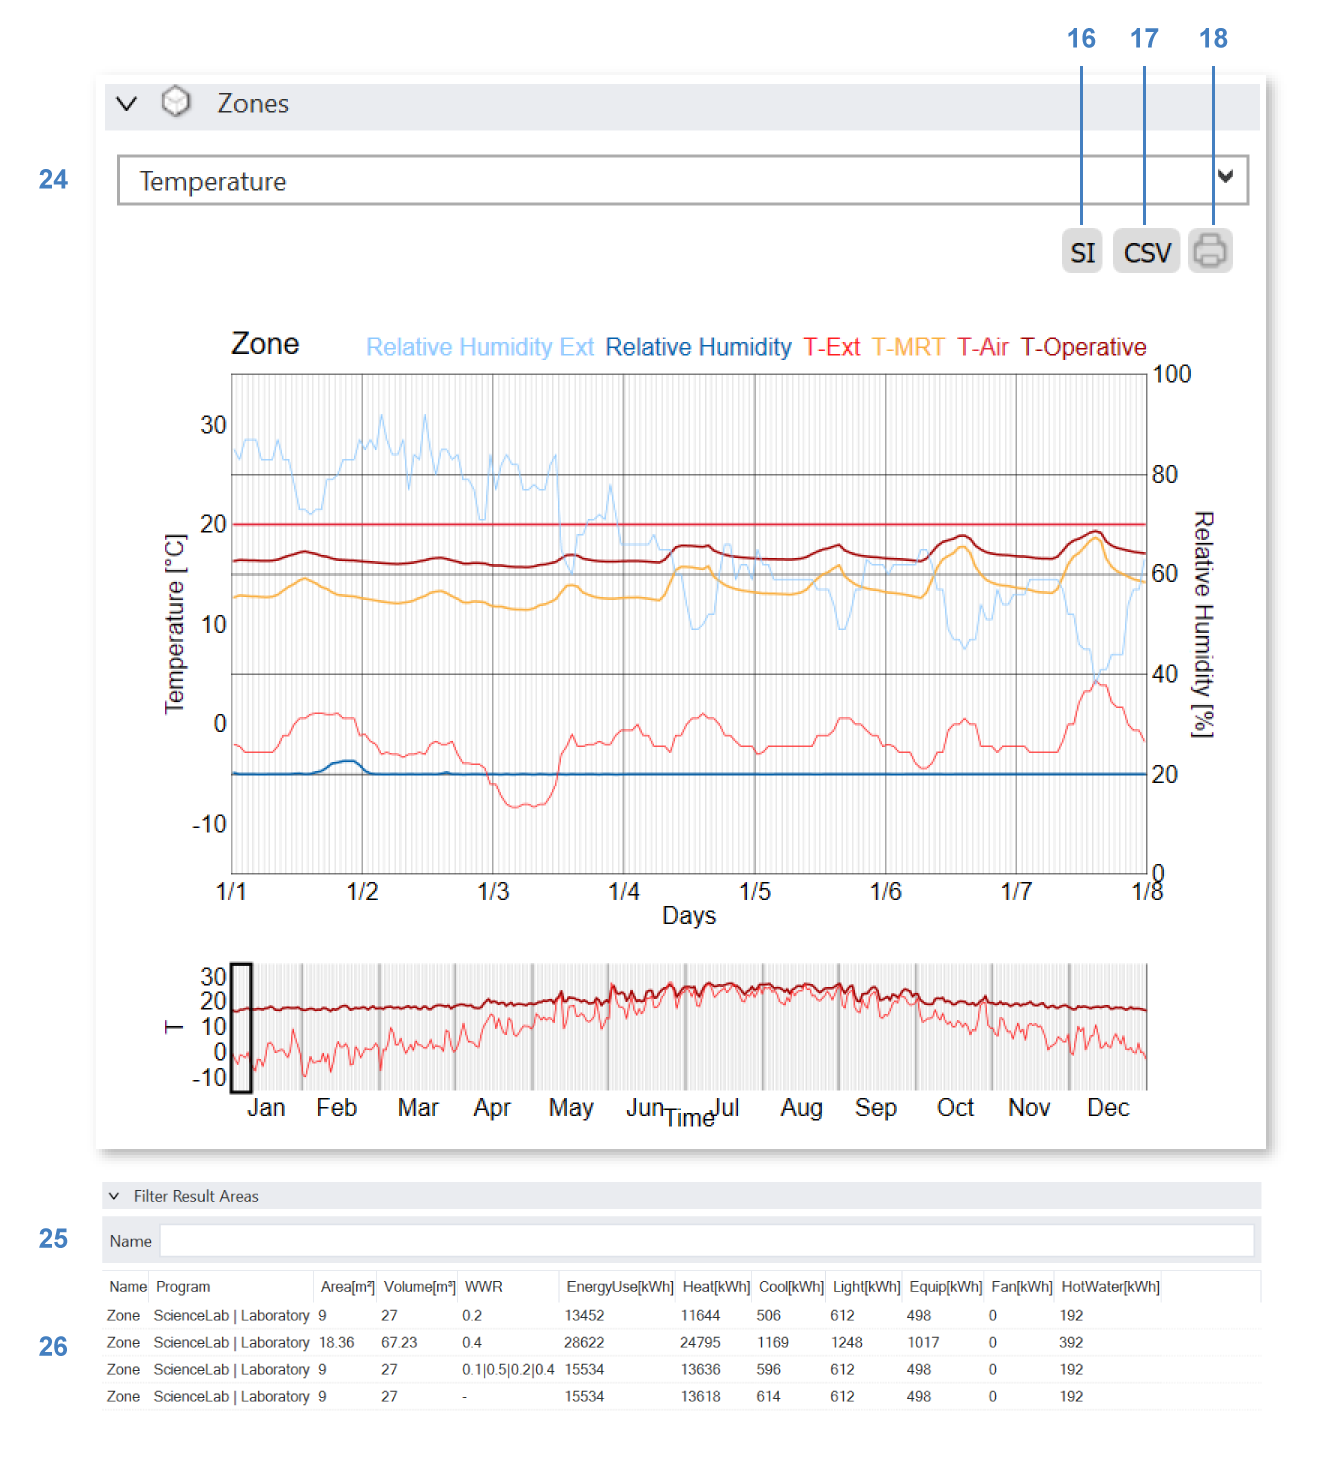 16 17 18
Zones
24 Temperature
SI CSV
Zone Relative Humidity Ext Relative Humidity T-Ext T-MRT T-Air T-Operative
100
30
80
20
Temperature [°C]
Relative Humidity [%]
60
10
40
0
20
-10
0
1/1 1/2 1/3 1/4 1/5 1/6 1/7 1/8
Days
30
20
10
0
-10
T
Jan Feb Mar Apr May Jun Jul Aug Sep Oct Nov Dec
Time
Filter Result Areas
25 Name
Name Program Area[m²] Volume[m³] WWR EnergyUse[kWh] Heat[kWh] Cool[kWh] Light[kWh] Equip[kWh] Fan[kWh] HotWater[kWh]
Zone ScienceLab | Laboratory 9 27 0.2 13452 11644 506 612 498 0 192
26 Zone ScienceLab | Laboratory 18.36 67.23 0.4 28622 24795 1169 1248 1017 0 392
Zone ScienceLab | Laboratory 9 27 0.1|0.5|0.2|0.4 15534 13636 596 612 498 0 192
Zone ScienceLab | Laboratory 9 27 - 15534 13618 614 612 498 0 192